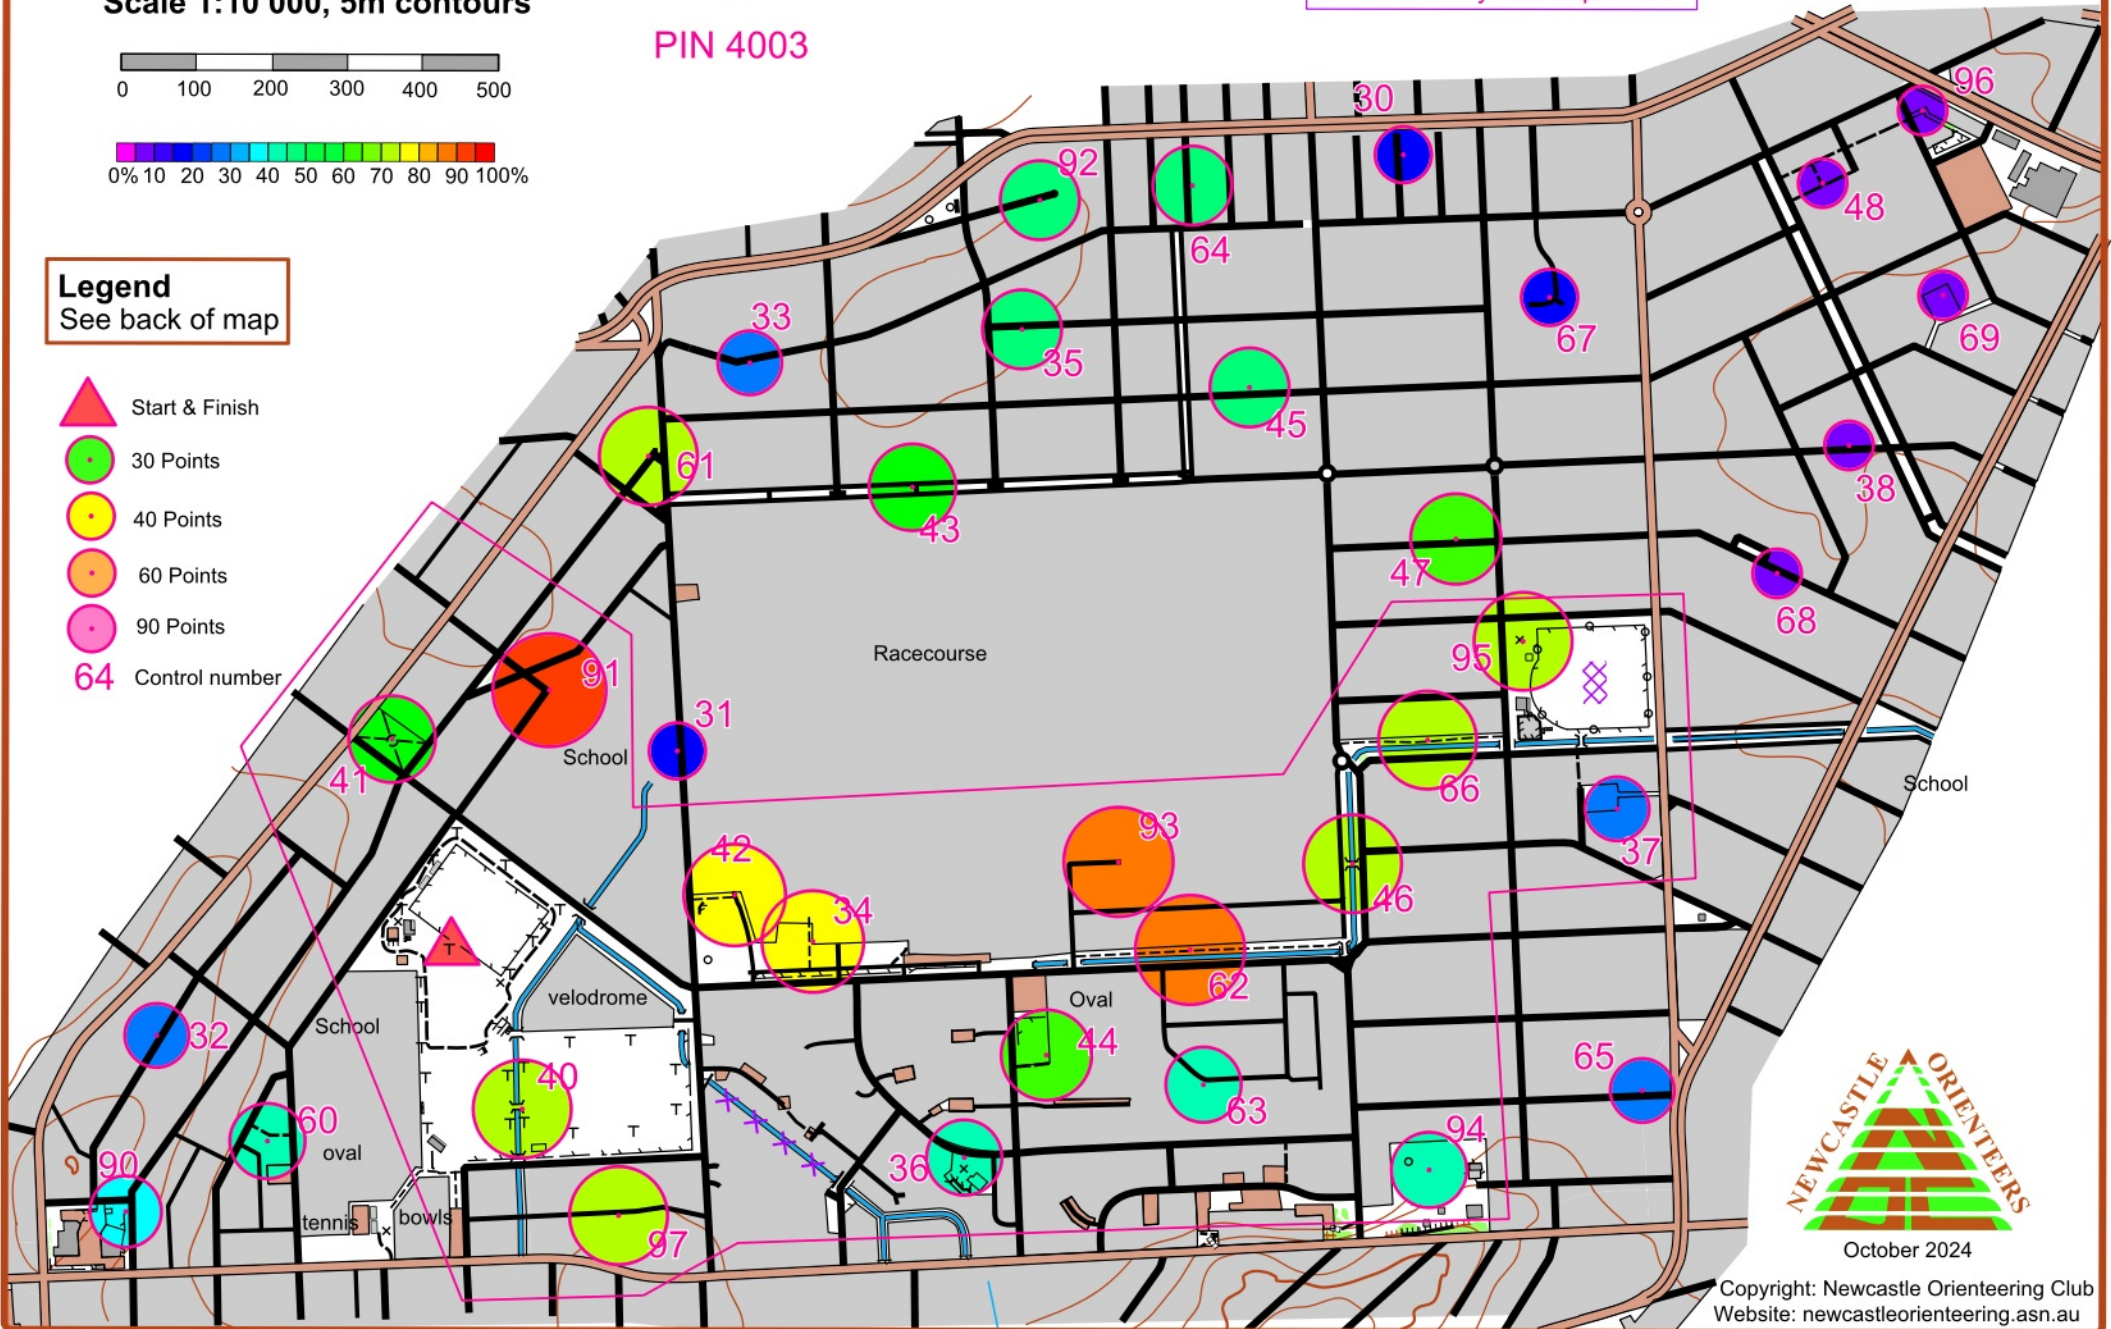 Scale 1:10 000, 5m contours
0 100 200 300 400 500
0% 10 20 30 40 50 60 70 80 90 100%
PIN 4003
Legend
See back of map
Start & Finish
30 Points
40 Points
60 Points
90 Points
64 Control number
96
30
92
48
64
33
69
67
35
45
61
38
43
47
68
Racecourse
95
91
31
School
41
66
School
93
42
37
46
34
62
velodrome
Oval
School
32
44
65
40
63
60
94
oval
36
90
tennis
bowls
97
NEWCASTLE ORIENTEERS
October 2024
Copyright: Newcastle Orienteering Club
Website: newcastleorienteering.asn.au